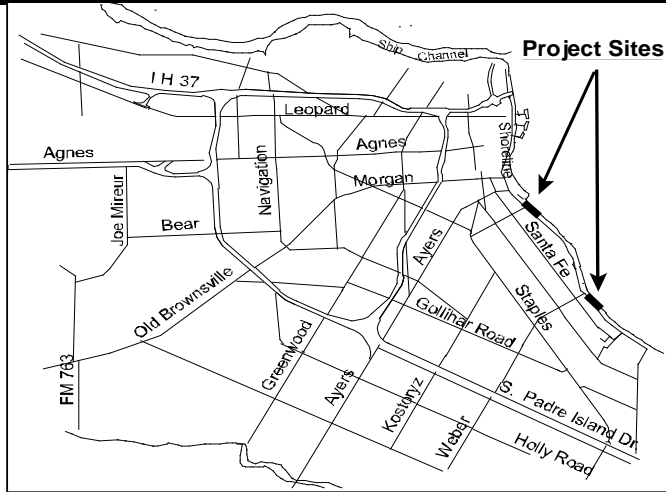 Project Sites
Ship Channel
I H 37
Leopard
Shoreline
Agnes
Agnes
Navigation
Morgan
Joe Mireur
Bear
Ayers
Santa Fe
Old Brownsville
Staples
Gollihar Road
Greenwood
Ayers
FM 763
Kostoryz
S. Padre Island Dr.
Weber
Holly Road